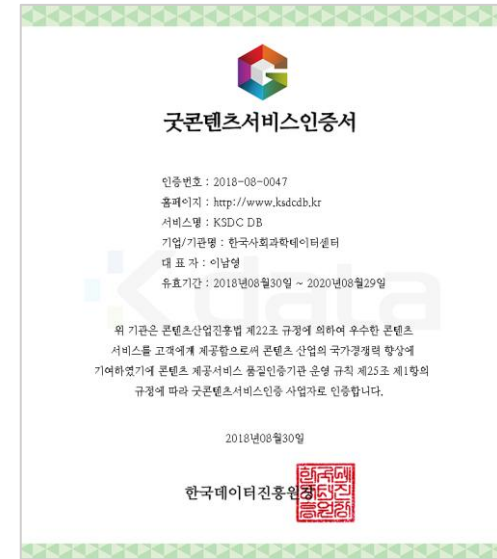 굿콘텐츠서비스인증서
인증번호 : 2018-08-0047
홈페이지 : http://www.ksdcdb.kr
서비스명 : KSDC DB
기업/기관명 : 한국사회과학데이터센터
대 표 자 : 이남영
유효기간 : 2018년08월30일 ~ 2020년08월29일
Kdata
위 기관은 콘텐츠산업진흥법 제22조 규정에 의하여 우수한 콘텐츠
서비스를 고객에게 제공함으로써 콘텐츠 산업의 국가경쟁력 향상에
기여하였기에 콘텐츠 제공서비스 품질인증기관 운영 규칙 제25조 제1항의
규정에 따라 굿콘텐츠서비스인증 사업자로 인증합니다.
2018년08월30일
한국데이터진흥원장